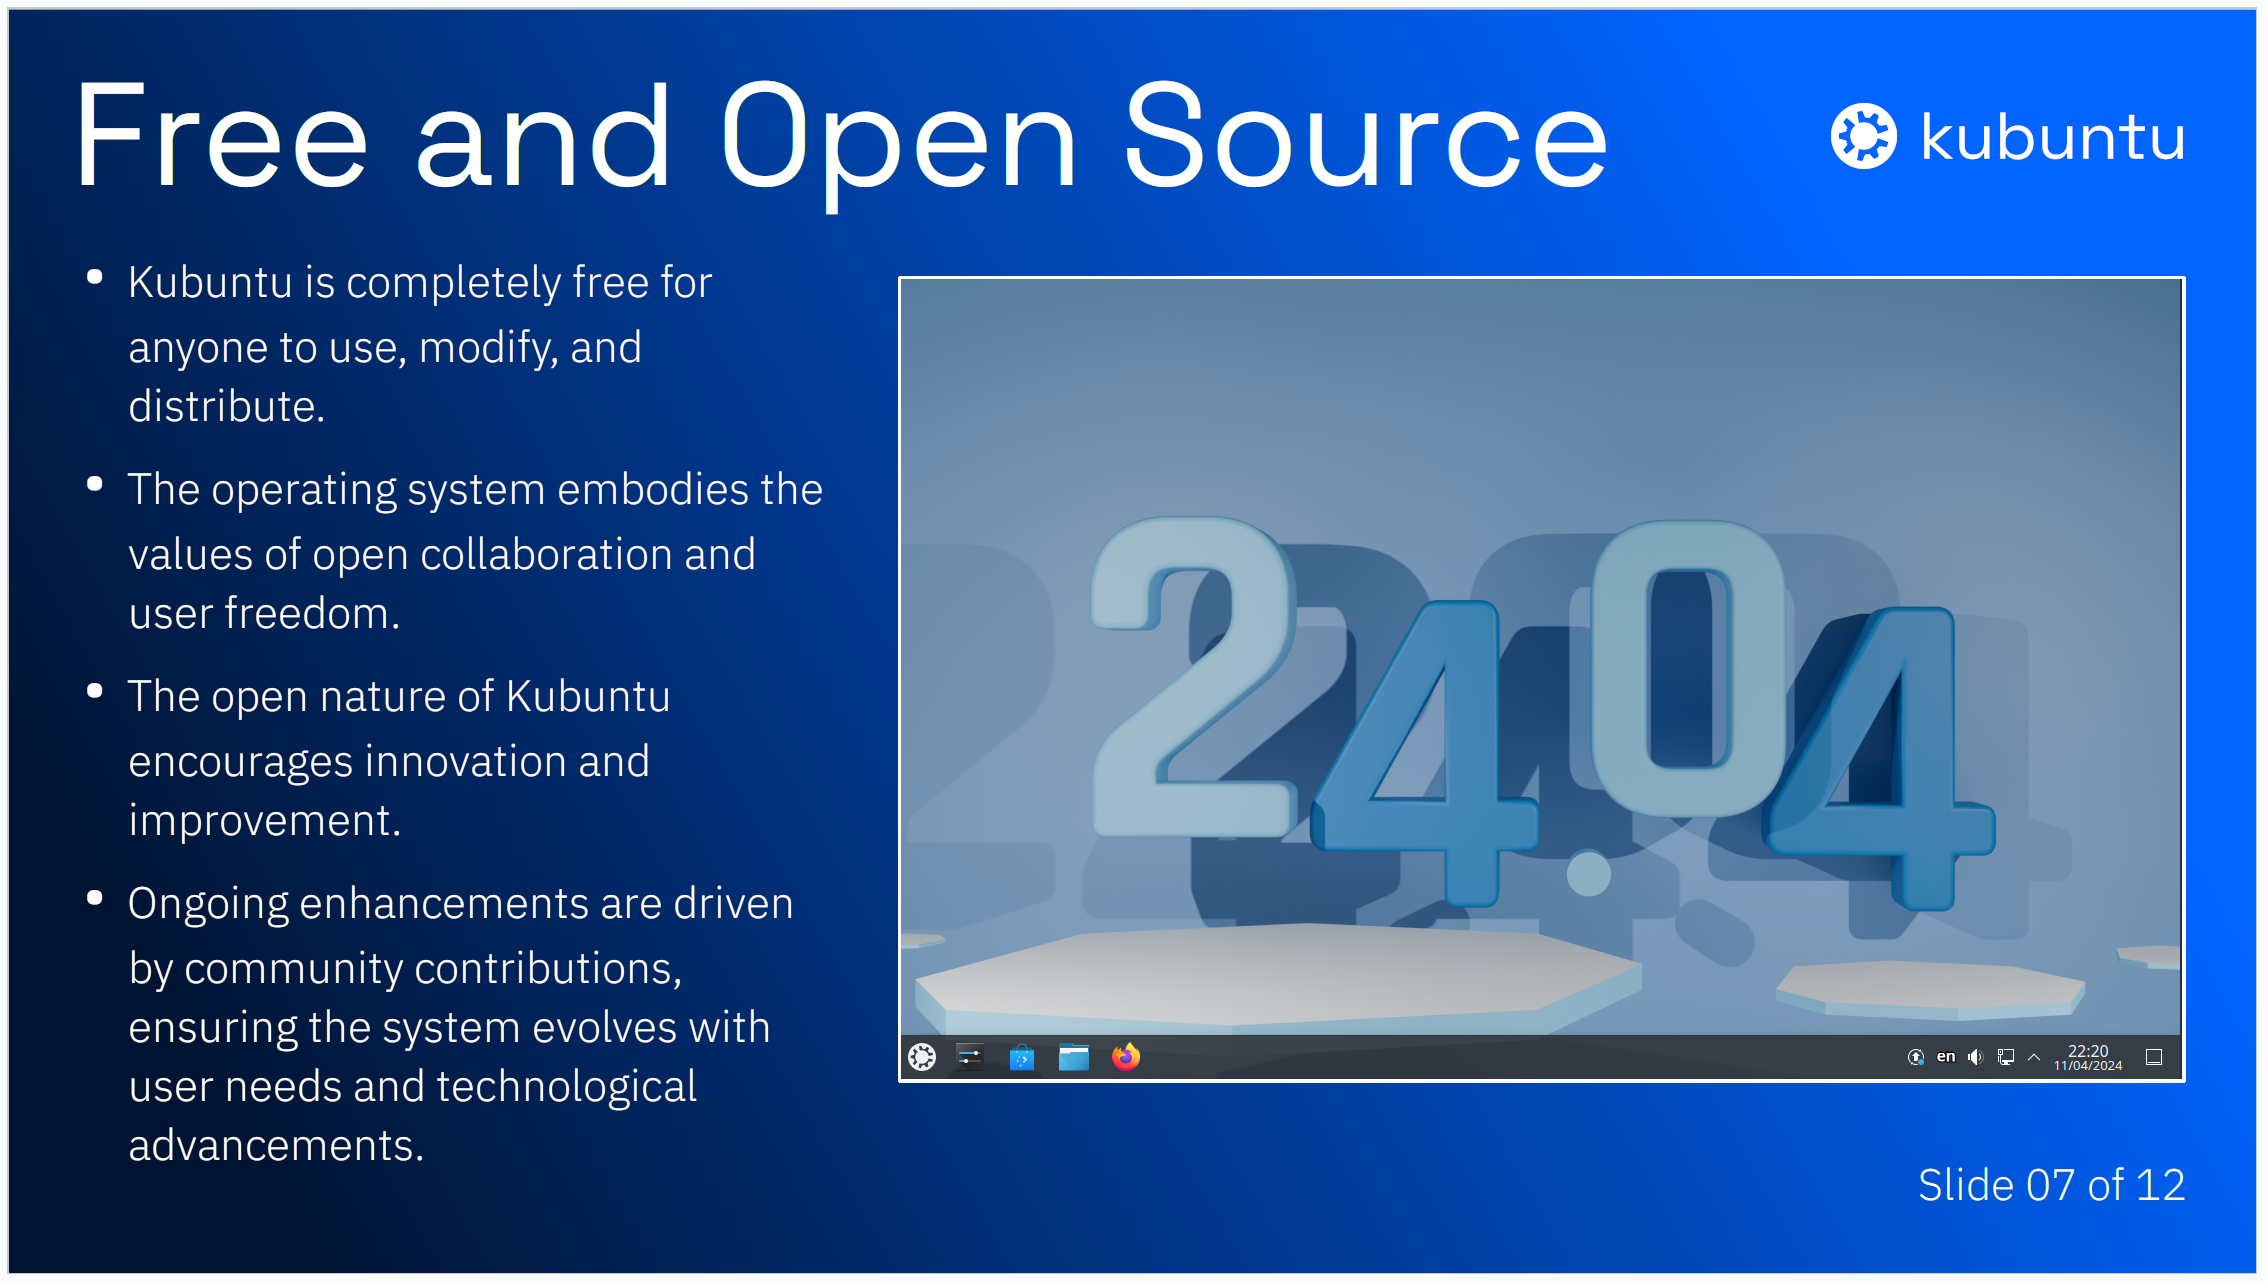 Free and Open Source
kubuntu
• Kubuntu is completely free for
anyone to use, modify, and
distribute.
• The operating system embodies the
values of open collaboration and
user freedom.
• The open nature of Kubuntu
encourages innovation and
improvement.
• Ongoing enhancements are driven
by community contributions,
ensuring the system evolves with
user needs and technological
advancements.
24.04
en
22:20
11/04/2024
Slide 07 of 12